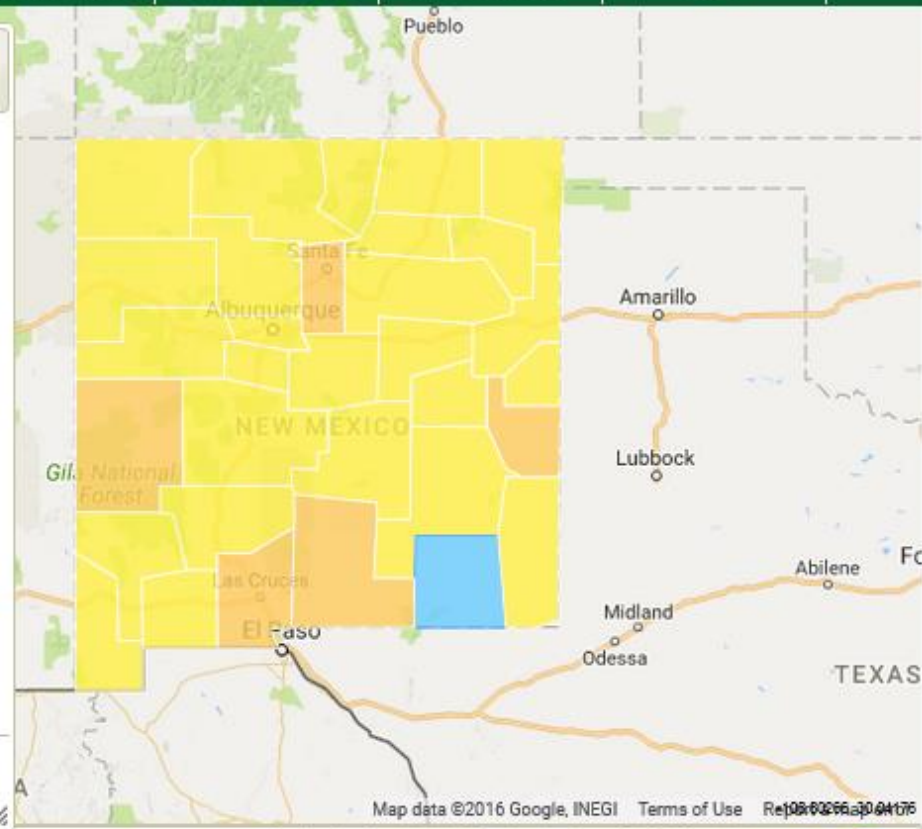 Pueblo
Santa Fe
Amarillo
Albuquerque
NEW MEXICO
Lubbock
Gila National
Forest
Fo
Abilene
Las Cruces
Midland
El Paso
Odessa
TEXAS
A
Map data ©2016 Google, INEGI Terms of Use